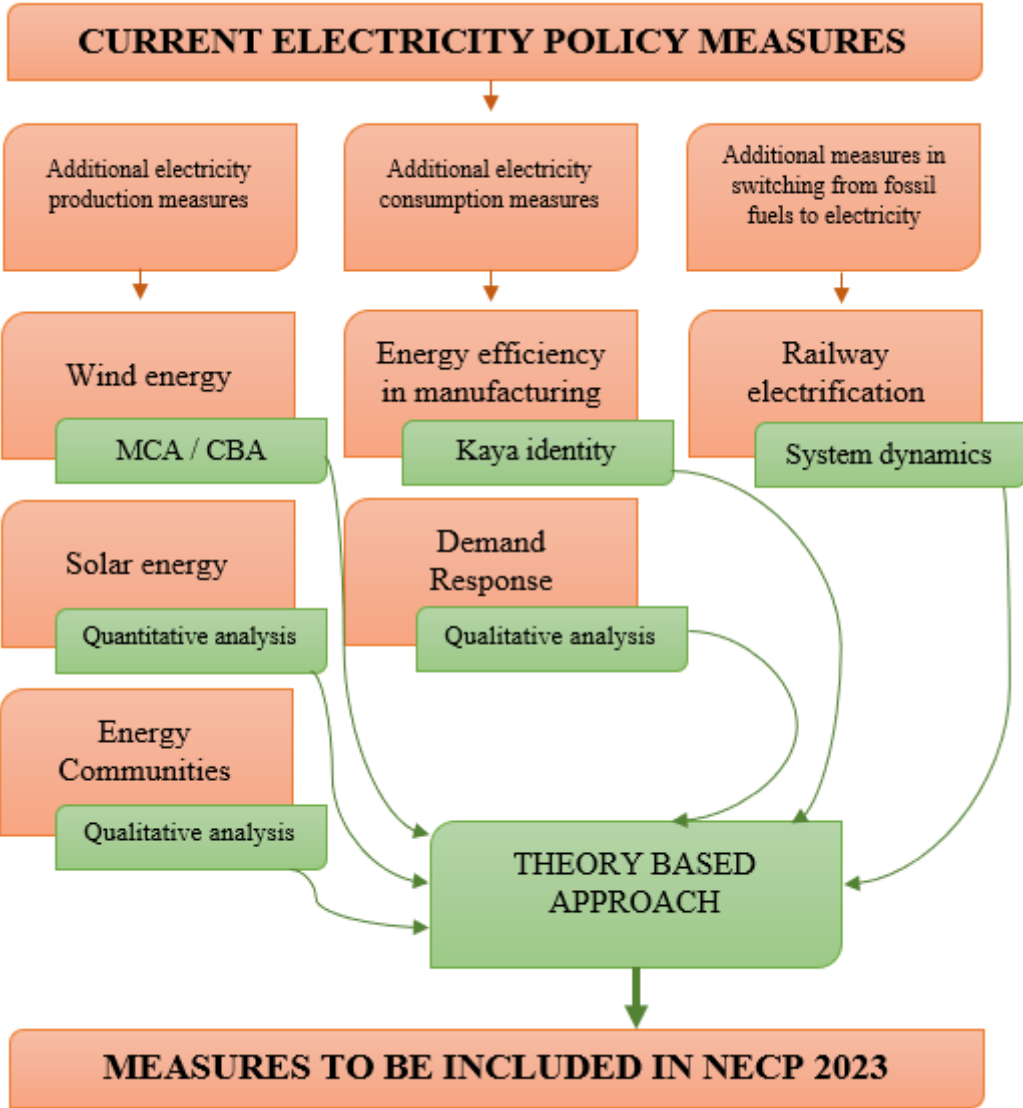 CURRENT ELECTRICITY POLICY MEASURES
Additional electricity
production measures
Additional electricity
consumption measures
Additional measures in
switching from fossil
fuels to electricity
Wind energy
MCA / CBA
Energy efficiency
in manufacturing
Kaya identity
Railway
electrification
System dynamics
Solar energy
Quantitative analysis
Demand
Response
Qualitative analysis
Energy
Communities
Qualitative analysis
THEORY BASED
APPROACH
MEASURES TO BE INCLUDED IN NECP 2023